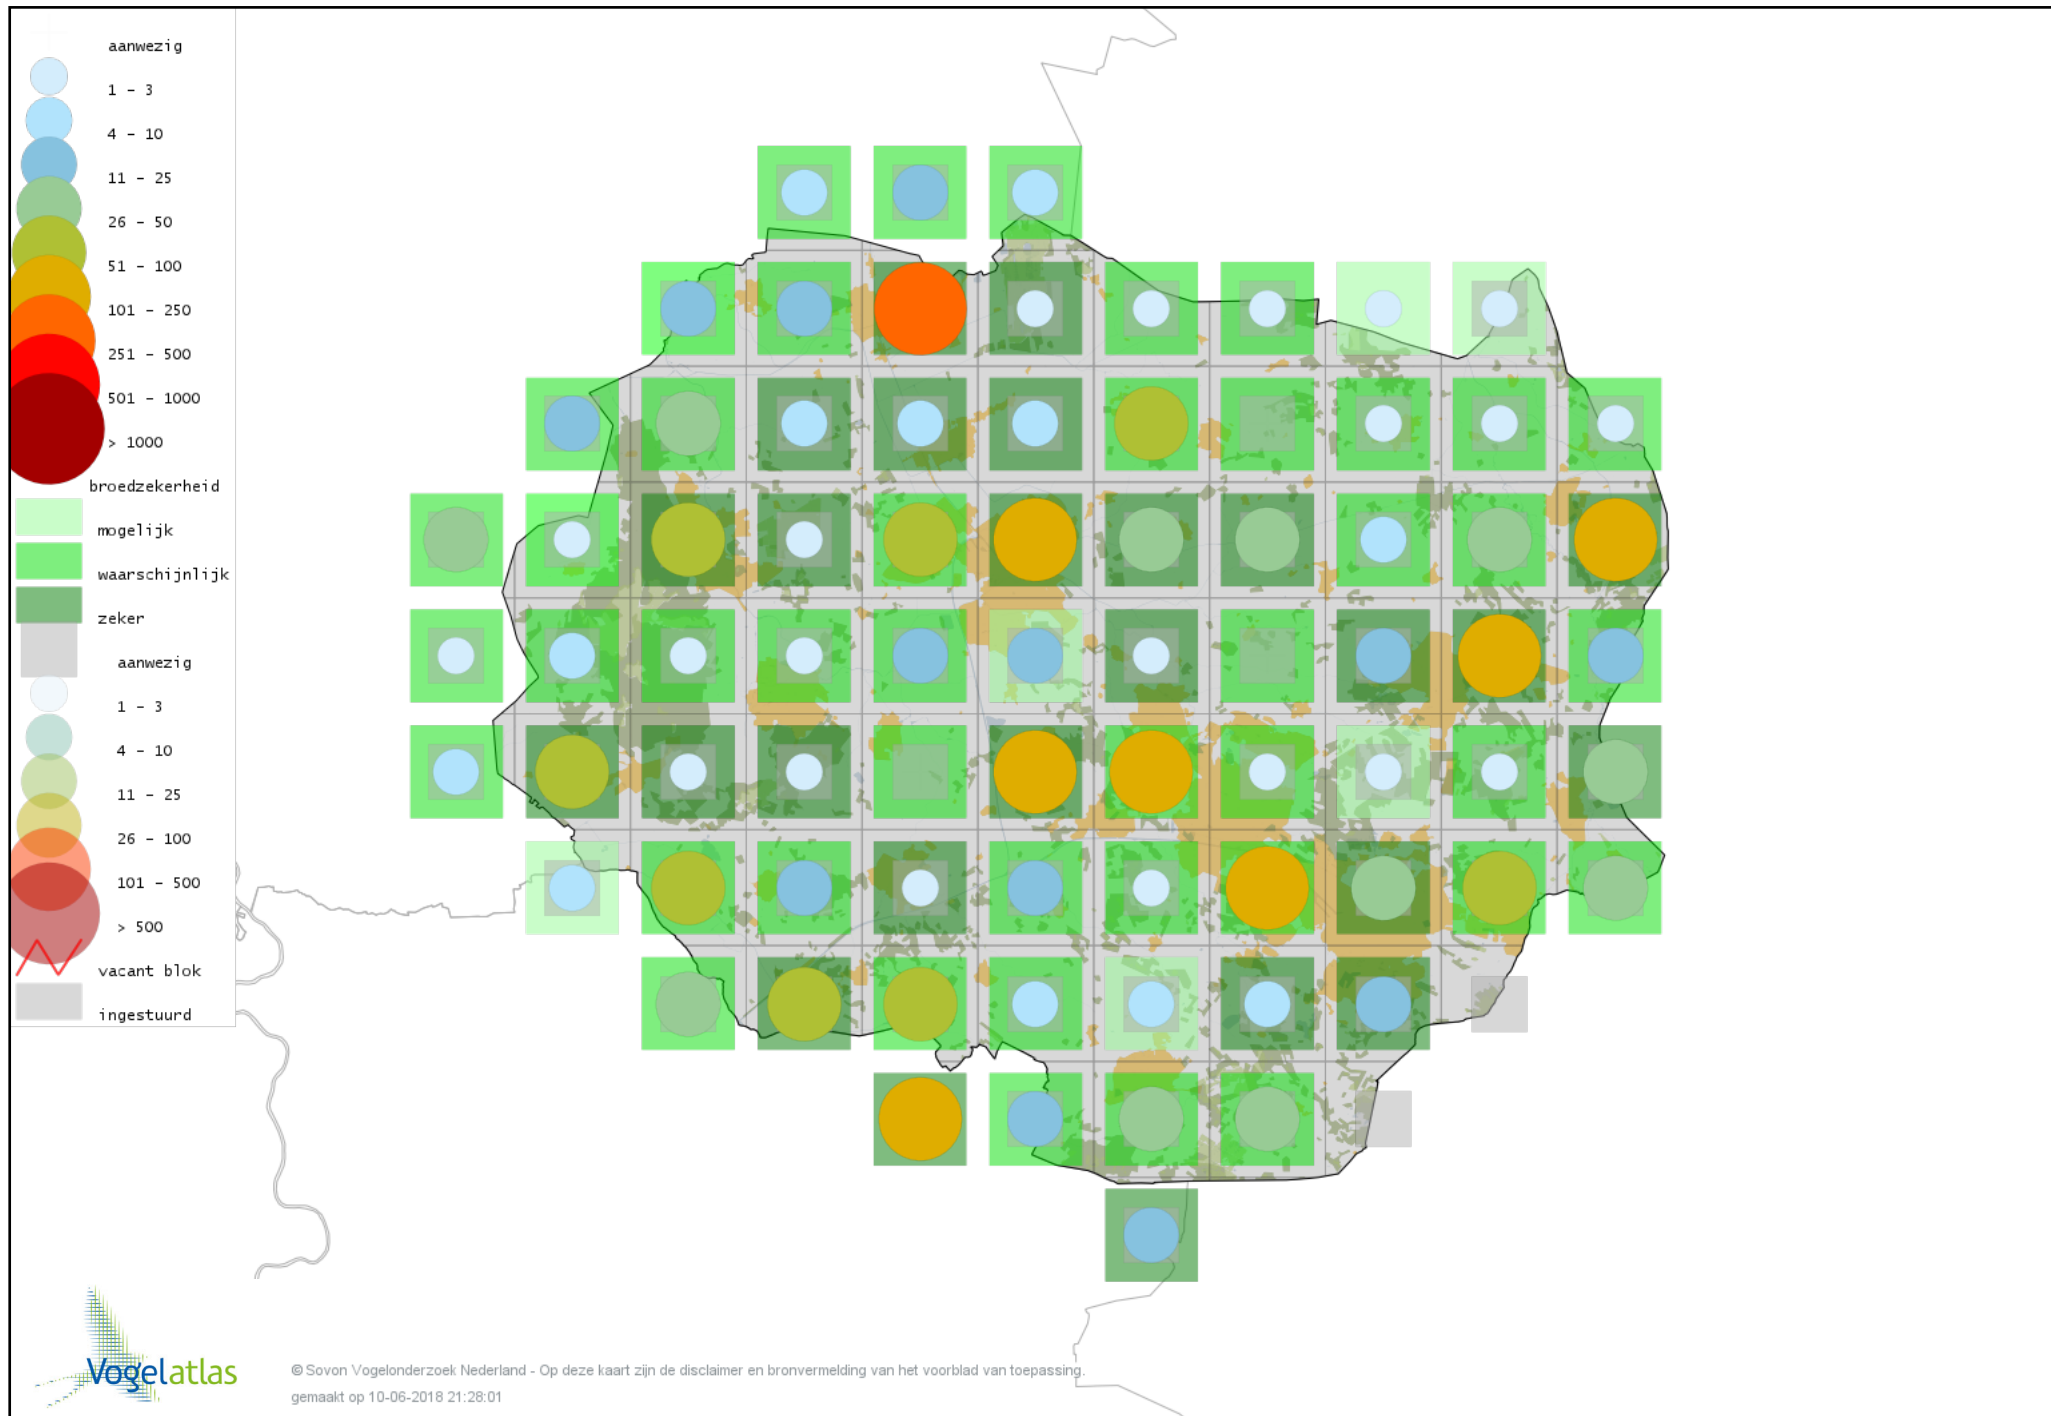 aanwezig
1 - 3
4 - 10
11 - 25
26 - 50
51 - 100
101 - 250
251 - 500
501 - 1000
> 1000
broedzekerheid
mogelijk
waarschijnlijk
zeker
aanwezig
1 - 3
4 - 10
11 - 25
26 - 100
101 - 500
> 500
vacant blok
ingestuurd
Vogelatlas
© Sovon Vogelonderzoek Nederland - Op deze kaart zijn de disclaimer en bronvermelding van het voorblad van toepassing.
gemaakt op 10-06-2018 21:28:01